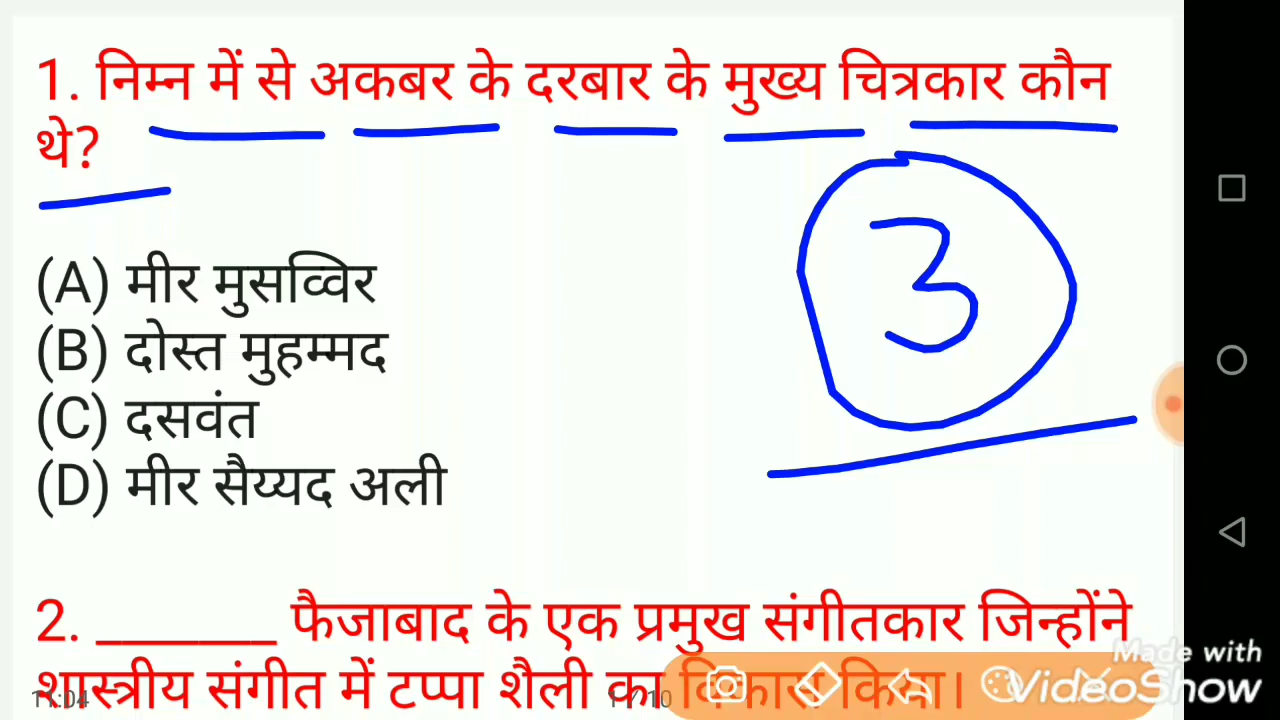 1. निम्न में से अकबर के दरबार के मुख्य चित्रकार कौन
थे?
3
(A) मीर मुसव्विर
(B) दोस्त मुहम्मद
(C) दसवंत
(D) मीर सैय्यद अली
2. _______ फैजाबाद के एक प्रमुख संगीतकार जिन्होंने
शास्त्रीय संगीत में टप्पा शैली का विकास किया।
Made with
VideoShow